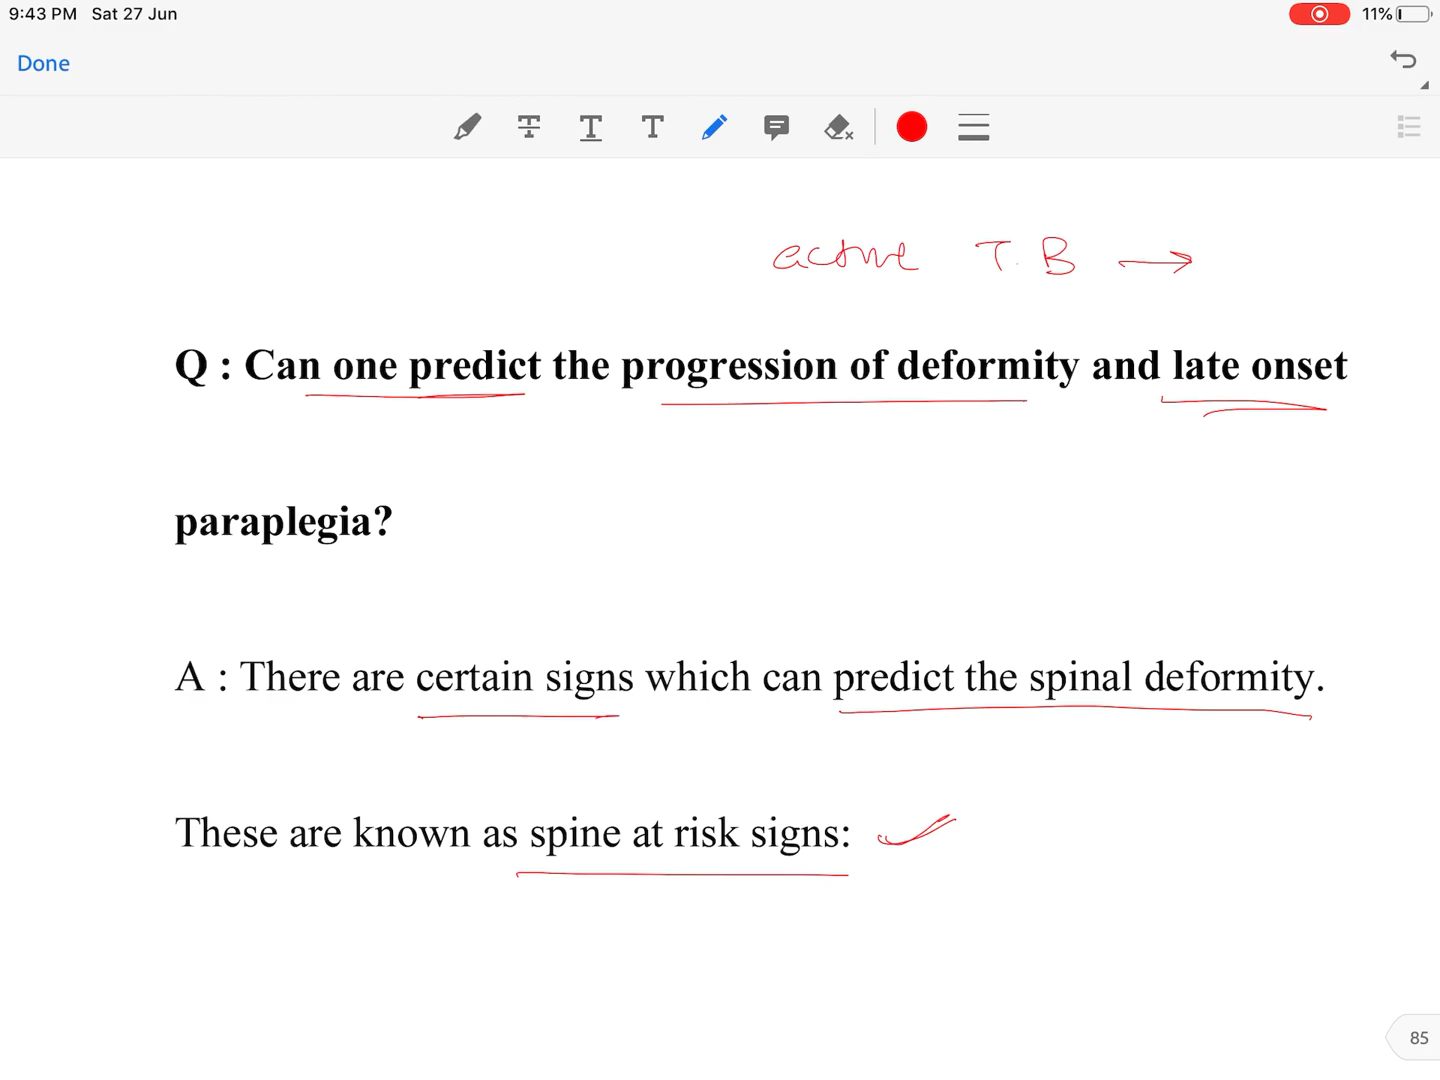 9:43 PM Sat 27 Jun
11%
Done
T T T
active T.B →
Q : Can one predict the progression of deformity and late onset
paraplegia?
A : There are certain signs which can predict the spinal deformity.
These are known as spine at risk signs:
85